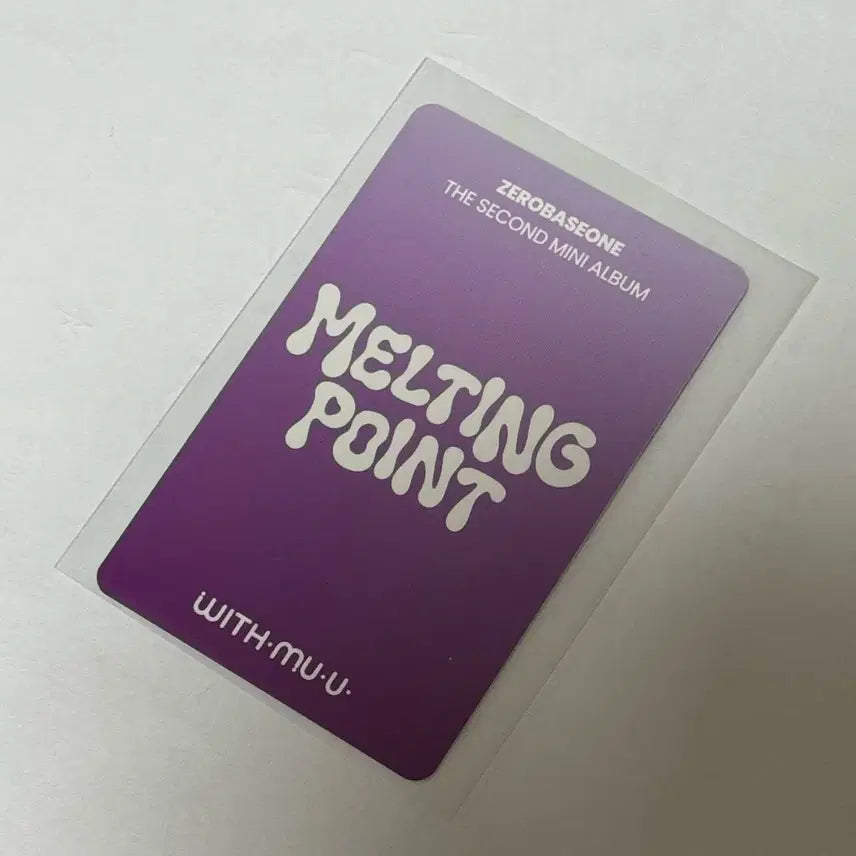 ZEROBASEONE
THE SECOND MINI ALBUM
MELTING
POINT
WITH·MU·U·